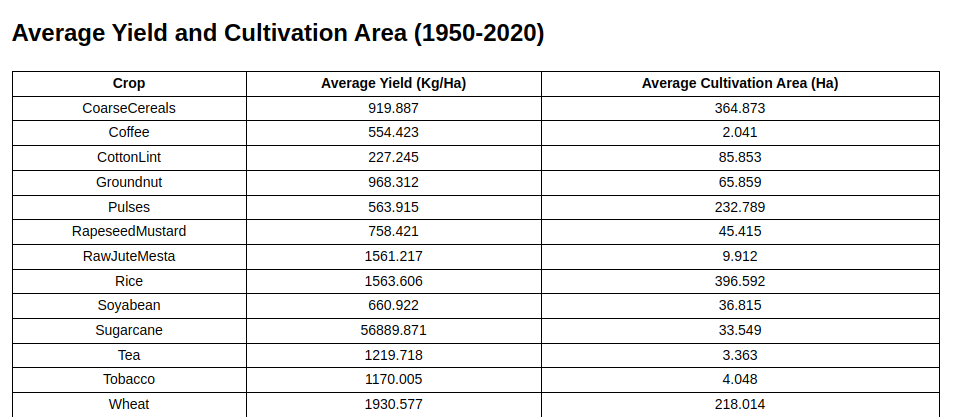 Average Yield and Cultivation Area (1950-2020)
Crop Average Yield (Kg/Ha) Average Cultivation Area (Ha)
CoarseCereals 919.887 364.873
Coffee 554.423 2.041
CottonLint 227.245 85.853
Groundnut 968.312 65.859
Pulses 563.915 232.789
RapeseedMustard 758.421 45.415
RawJuteMesta 1561.217 9.912
Rice 1563.606 396.592
Soyabean 660.922 36.815
Sugarcane 56889.871 33.549
Tea 1219.718 3.363
Tobacco 1170.005 4.048
Wheat 1930.577 218.014